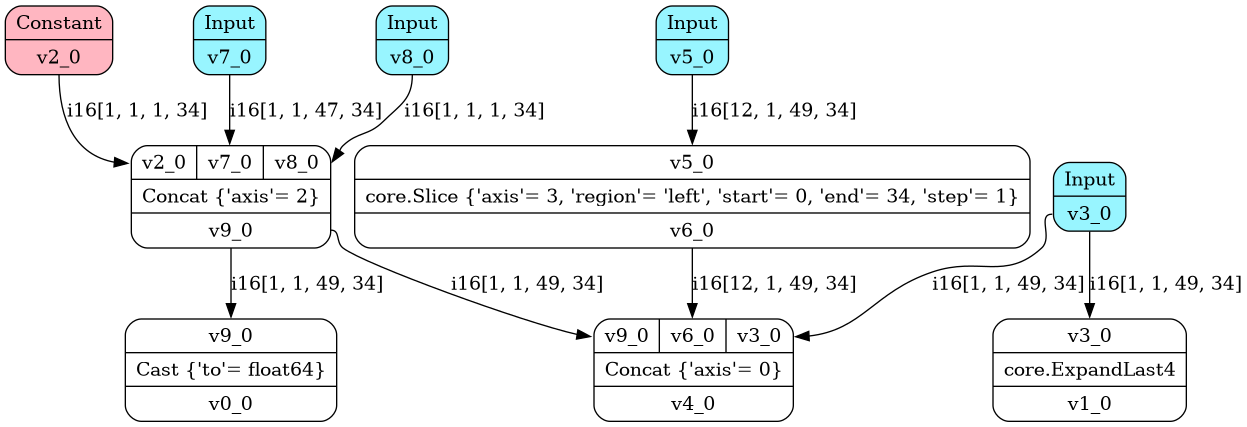 Constant
v2_0
Input
v7_0
Input
v8_0
Input
v5_0
i16[1, 1, 1, 34]
i16[1, 1, 47, 34]
i16[1, 1, 1, 34]
i16[12, 1, 49, 34]
v2_0 v7_0 v8_0
Concat {'axis'= 2}
v9_0
v5_0
core.Slice {'axis'= 3, 'region'= 'left', 'start'= 0, 'end'= 34, 'step'= 1}
v6_0
Input
v3_0
i16[1, 1, 49, 34]
i16[1, 1, 49, 34]
i16[12, 1, 49, 34]
i16[1, 1, 49, 34]
i16[1, 1, 49, 34]
v9_0
Cast {'to'= float64}
v0_0
v9_0 v6_0 v3_0
Concat {'axis'= 0}
v4_0
v3_0
core.ExpandLast4
v1_0